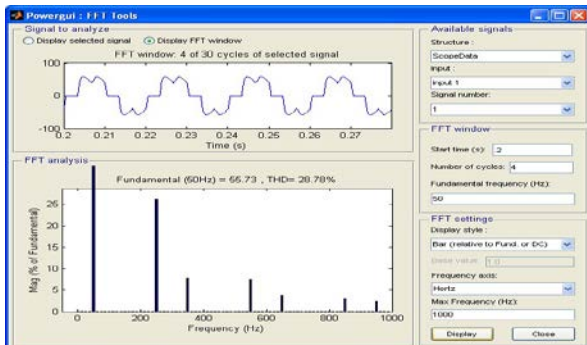 Powergui : FFT Tools
Signal to analyze
Display selected signal Display FFT window
FFT window: 4 of 30 cycles of selected signal
100
0
-100
0.2 0.21 0.22 0.23 0.24 0.25 0.26 0.27
Time (s)
FFT analysis
Fundamental (50Hz) = 55.73 , THD= 28.78%
Mag (% of Fundamental)
25
20
15
10
5
0
0 200 400 600 800 1000
Frequency (Hz)
Available signals
Structure :
ScopeData
input :
input 1
Signal number:
1
FFT window
Start time (s): .2
Number of cycles: 4
Fundamental frequency (Hz):
50
FFT settings
Display style :
Bar (relative to Fund. or DC)
Base value: 1.0
Frequency axis:
Hertz
Max Frequency (Hz):
1000
Display Close